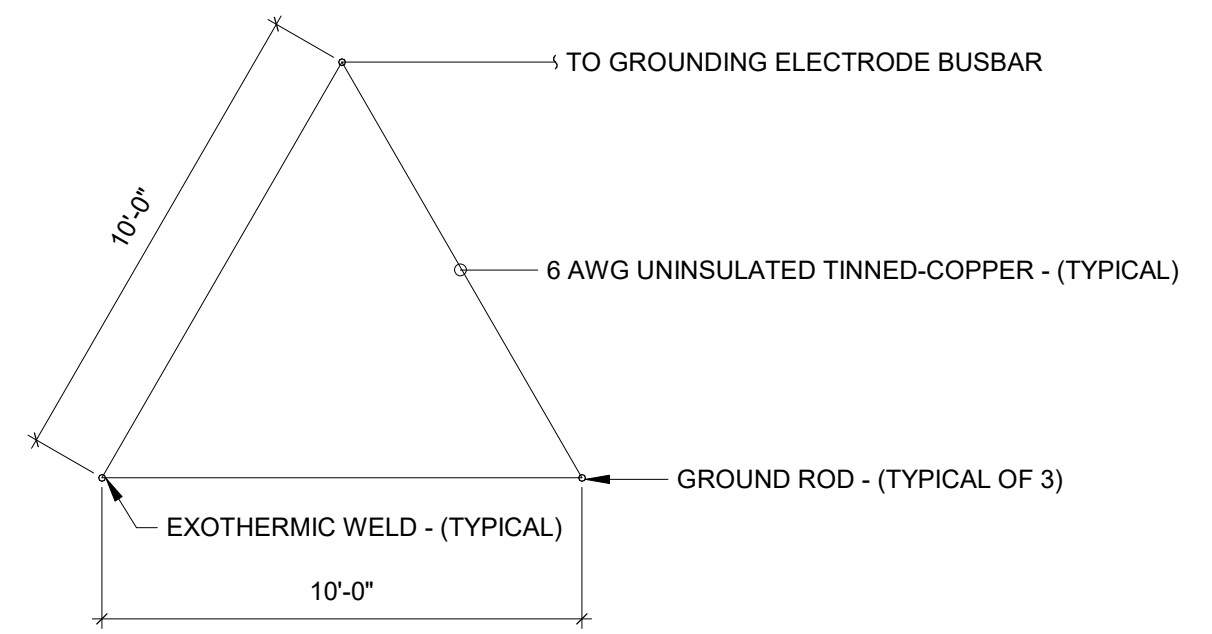 TO GROUNDING ELECTRODE BUSBAR
10'-0"
6 AWG UNINSULATED TINNED-COPPER - (TYPICAL)
GROUND ROD - (TYPICAL OF 3)
EXOTHERMIC WELD - (TYPICAL)
10'-0"